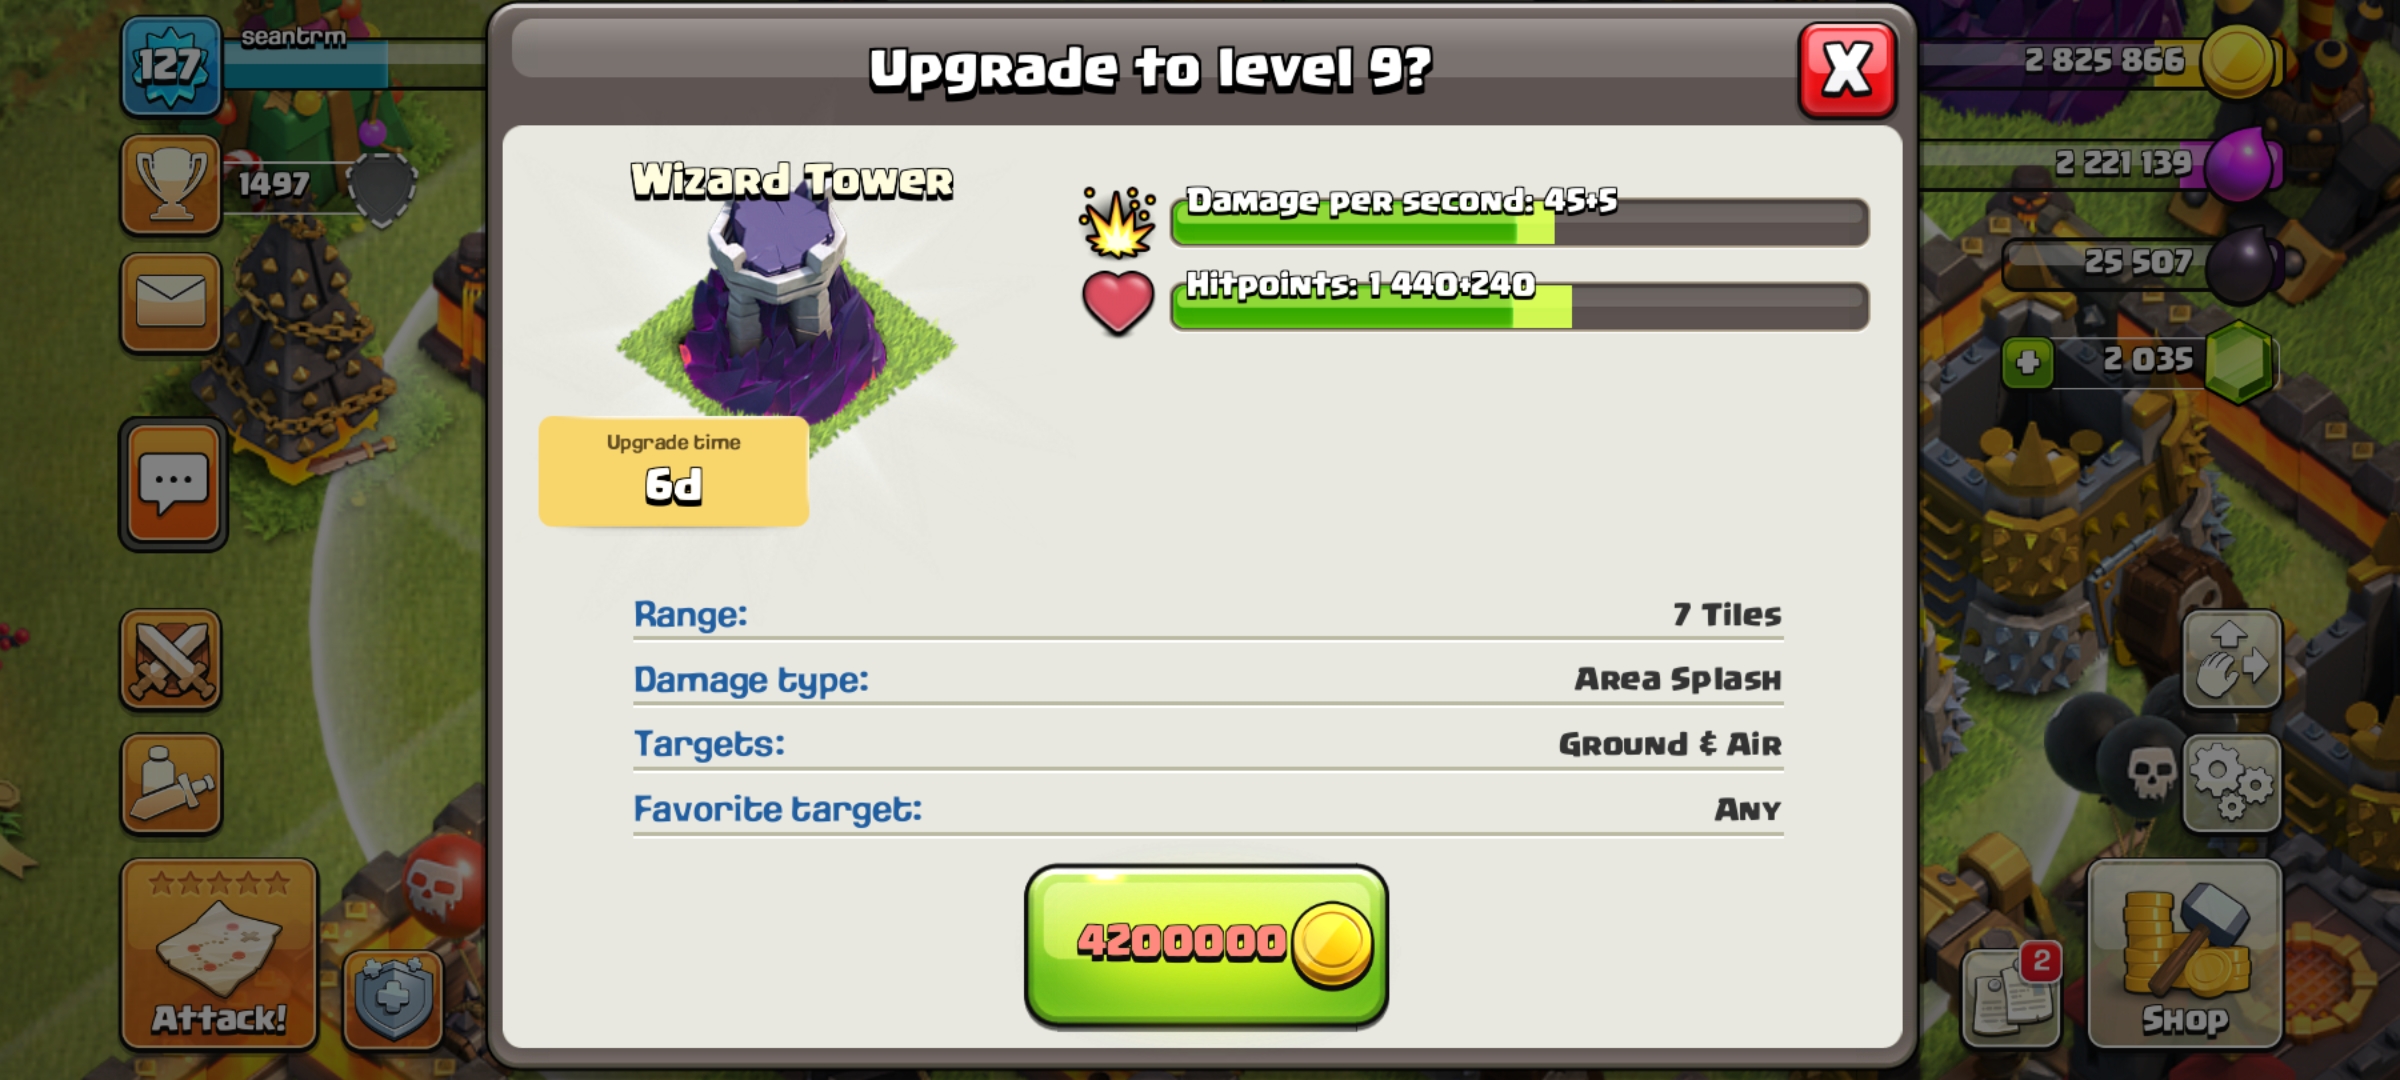 127
seantrm
Upgrade to level 9?
X
2 825 866
1497
Wizard Tower
Damage per second: 45+5
2 221 139
Hitpoints: 1 440+240
25 507
2 035
Upgrade time
6d
Range: 7 Tiles
Damage type: Area Splash
Targets: Ground & Air
Favorite target: Any
4200000
Attack!
2
Shop